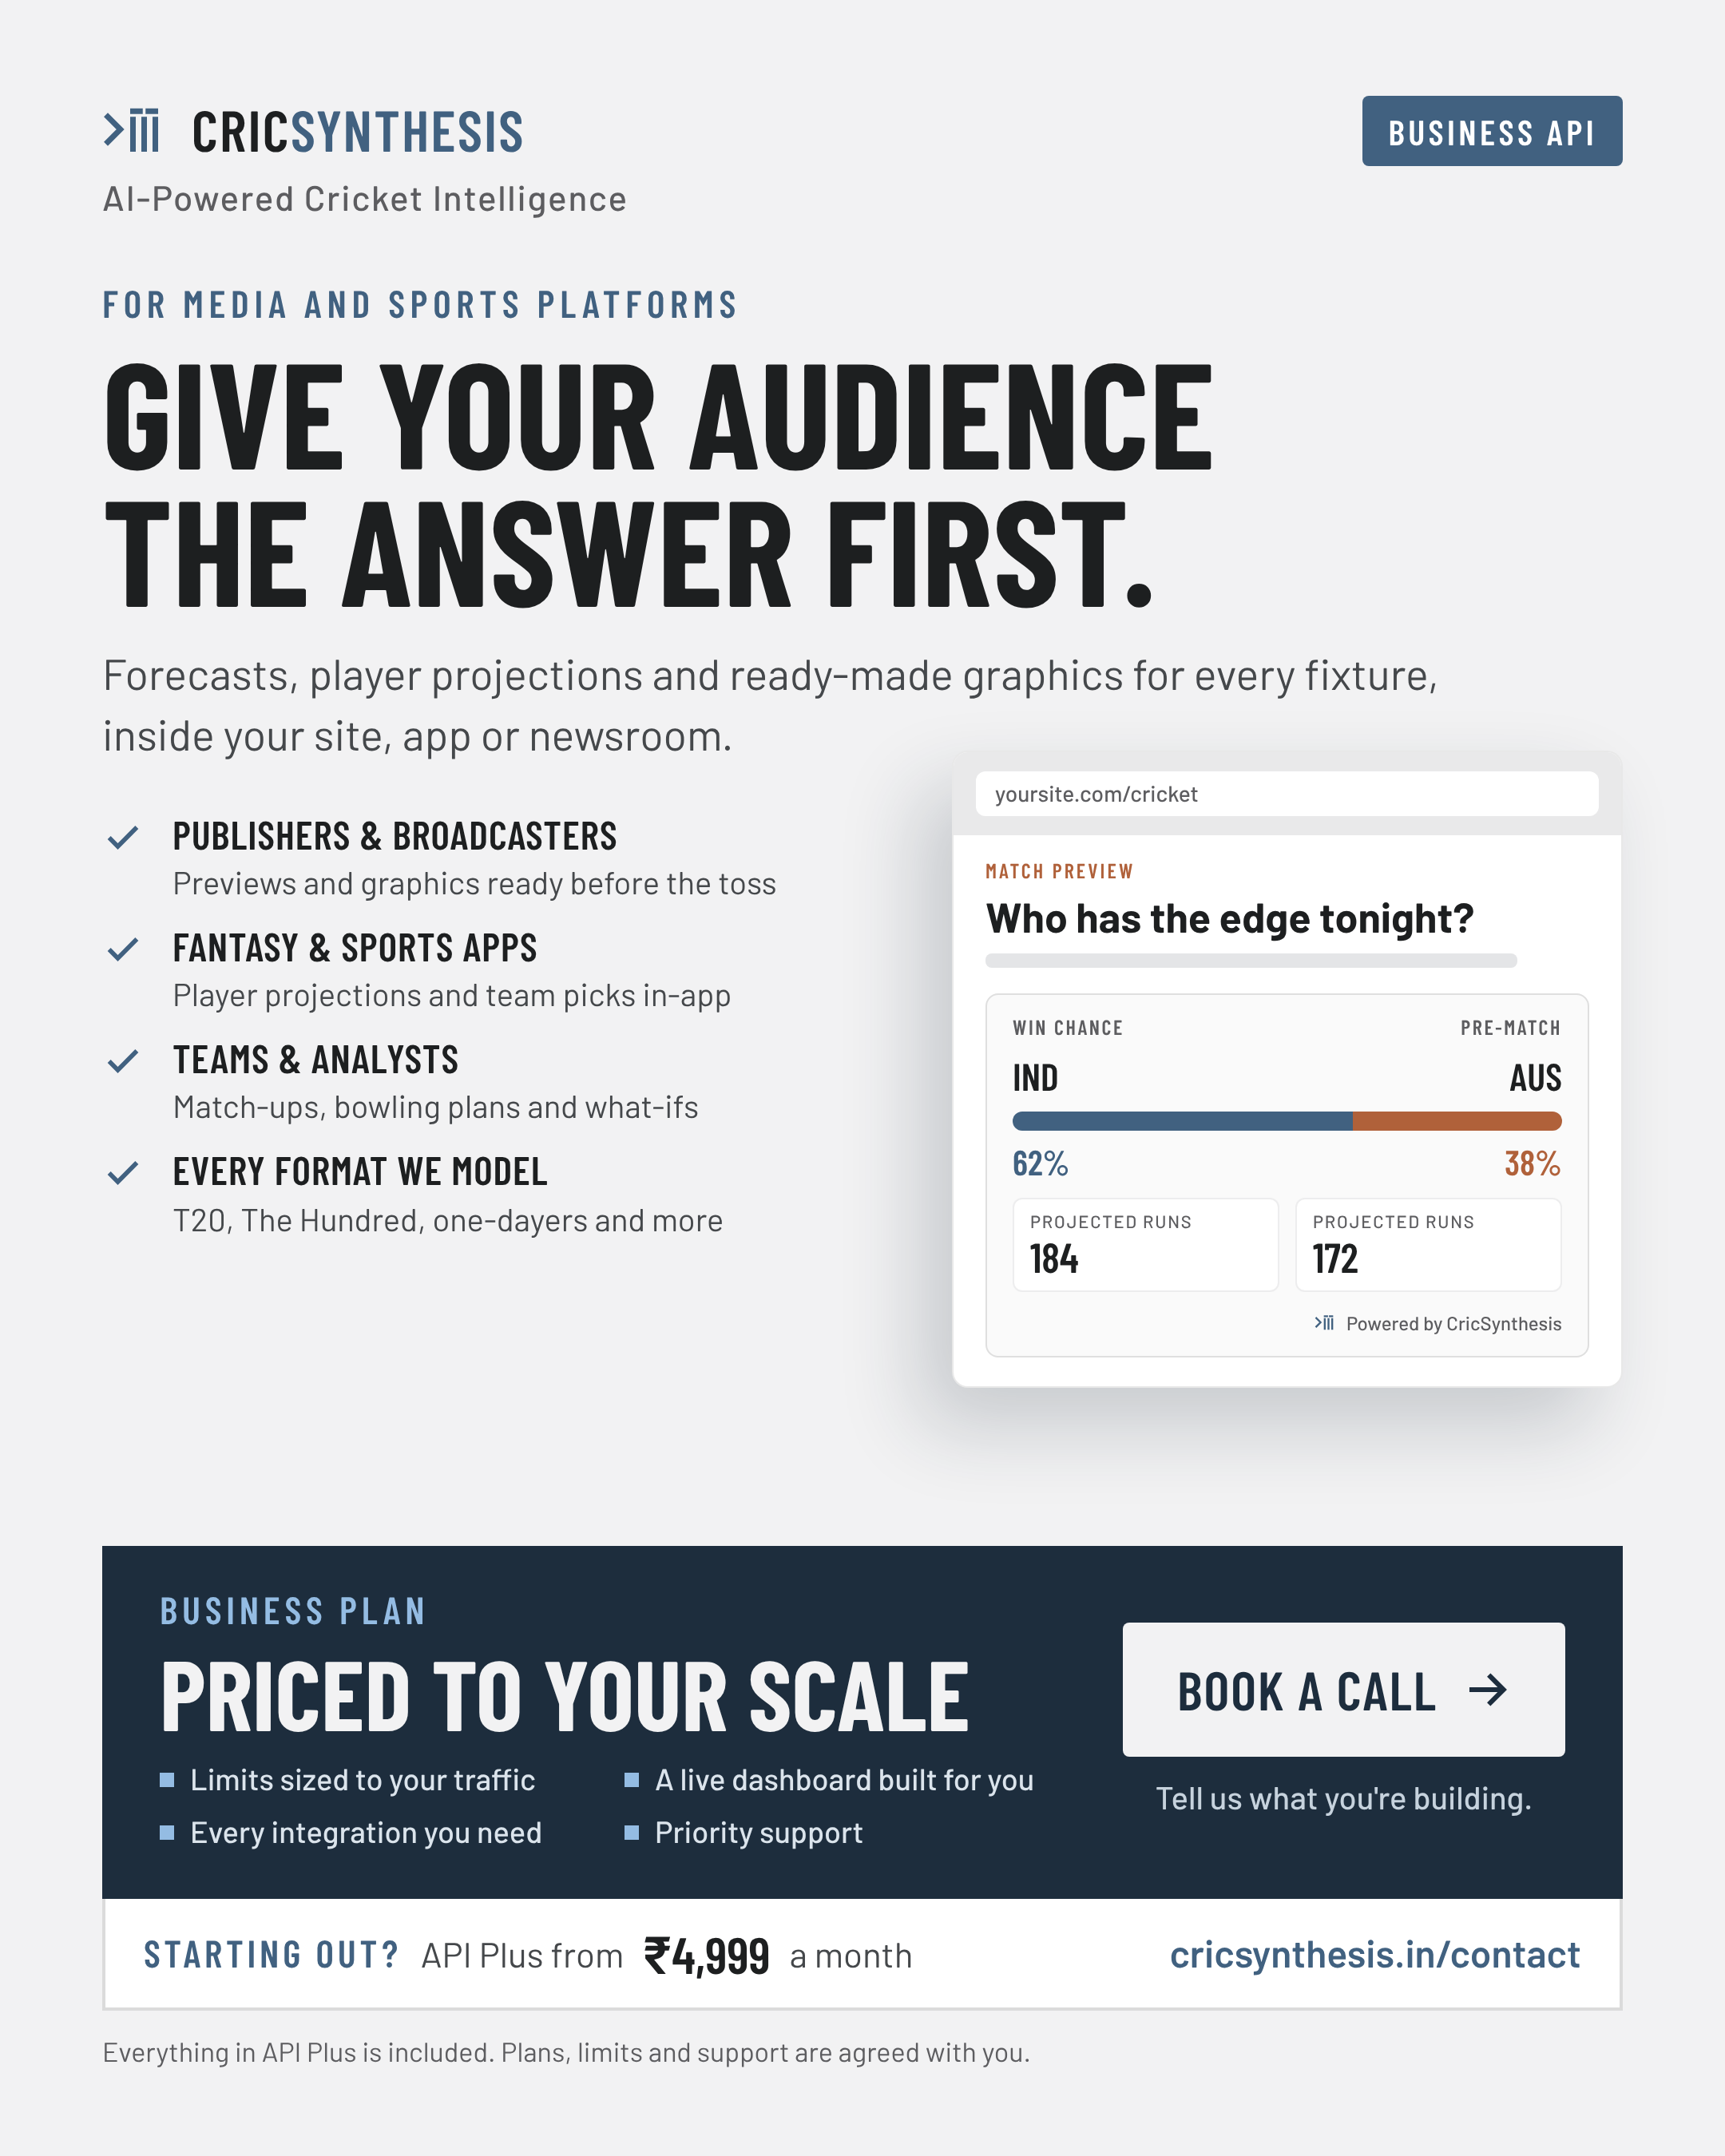 CRICSYNTHESIS
BUSINESS API
AI-Powered Cricket Intelligence
FOR MEDIA AND SPORTS PLATFORMS
GIVE YOUR AUDIENCE
THE ANSWER FIRST.
Forecasts, player projections and ready-made graphics for every fixture,
inside your site, app or newsroom.
PUBLISHERS & BROADCASTERS
Previews and graphics ready before the toss
FANTASY & SPORTS APPS
Player projections and team picks in-app
TEAMS & ANALYSTS
Match-ups, bowling plans and what-ifs
EVERY FORMAT WE MODEL
T20, The Hundred, one-dayers and more
yoursite.com/cricket
MATCH PREVIEW
Who has the edge tonight?
WIN CHANCE PRE-MATCH
IND AUS
62% 38%
PROJECTED RUNS PROJECTED RUNS
184 172
Powered by CricSynthesis
BUSINESS PLAN
PRICED TO YOUR SCALE
Limits sized to your traffic A live dashboard built for you
Every integration you need Priority support
BOOK A CALL →
Tell us what you're building.
STARTING OUT? API Plus from ₹4,999 a month cricsynthesis.in/contact
Everything in API Plus is included. Plans, limits and support are agreed with you.